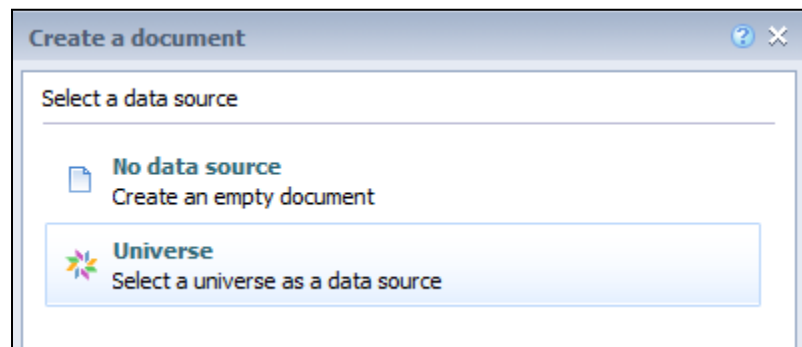 Create a document
Select a data source
No data source
Create an empty document
Universe
Select a universe as a data source